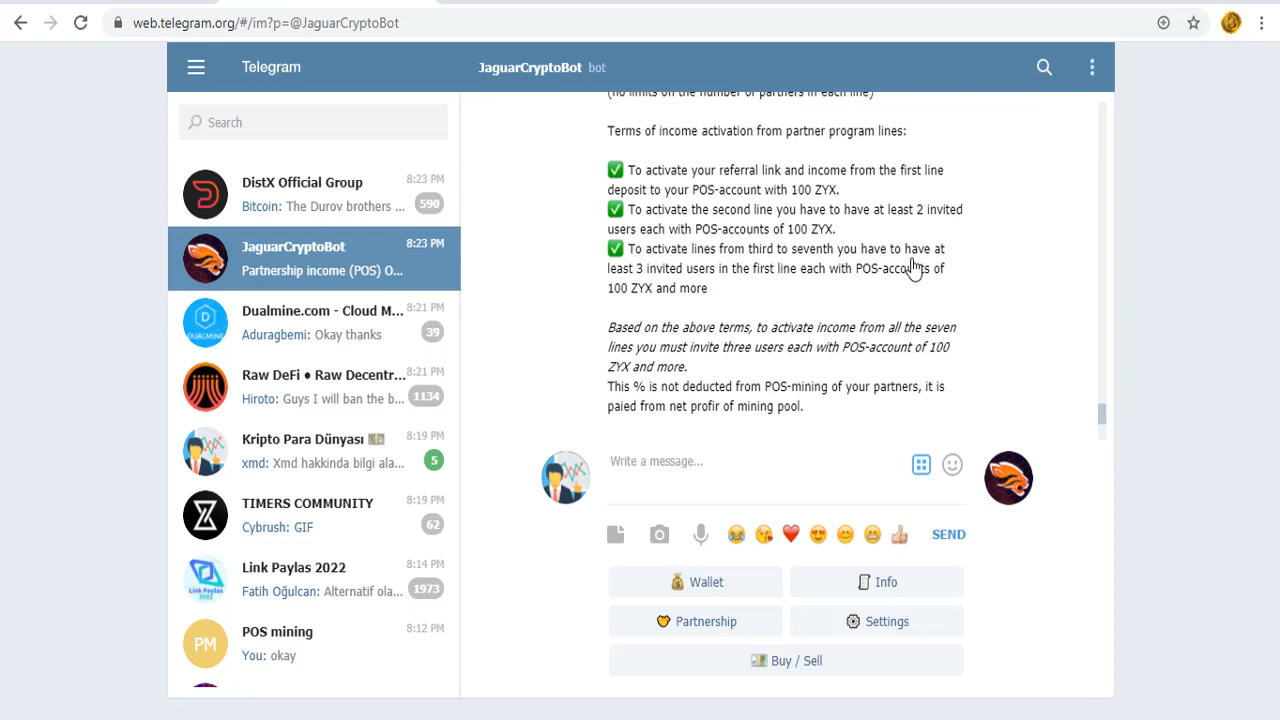 web.telegram.org/#/im?p=@JaguarCryptoBot
Telegram
JaguarCryptoBot bot
Search
DistX Official Group 8:23 PM
Bitcoin: The Durov brothers ... 590
JaguarCryptoBot 8:23 PM
Partnership income (POS) O...
Dualmine.com - Cloud M... 8:21 PM
Aduragbemi: Okay thanks 39
Raw DeFi • Raw Decentr... 8:21 PM
Hiroto: Guys I will ban the b... 1134
Kripto Para Dünyası 8:19 PM
xmd: Xmd hakkinda bilgi ala... 5
TIMERS COMMUNITY 8:19 PM
Cybrush: GIF 62
Link Paylas 2022 8:14 PM
Link Paylas
2022
Fatih Oğulcan: Alternatif ola... 1973
PM
POS mining 8:12 PM
You: okay
(no limits on the number of partners in each line)
Terms of income activation from partner program lines:
✅ To activate your referral link and income from the first line
deposit to your POS-account with 100 ZYX.
✅ To activate the second line you have to have at least 2 invited
users each with POS-accounts of 100 ZYX.
✅ To activate lines from third to seventh you have to have at
least 3 invited users in the first line each with POS-accounts of
100 ZYX and more
Based on the above terms, to activate income from all the seven
lines you must invite three users each with POS-account of 100
ZYX and more.
This % is not deducted from POS-mining of your partners, it is
paied from net profir of mining pool.
Write a message...
SEND
Wallet
Info
Partnership
Settings
Buy / Sell